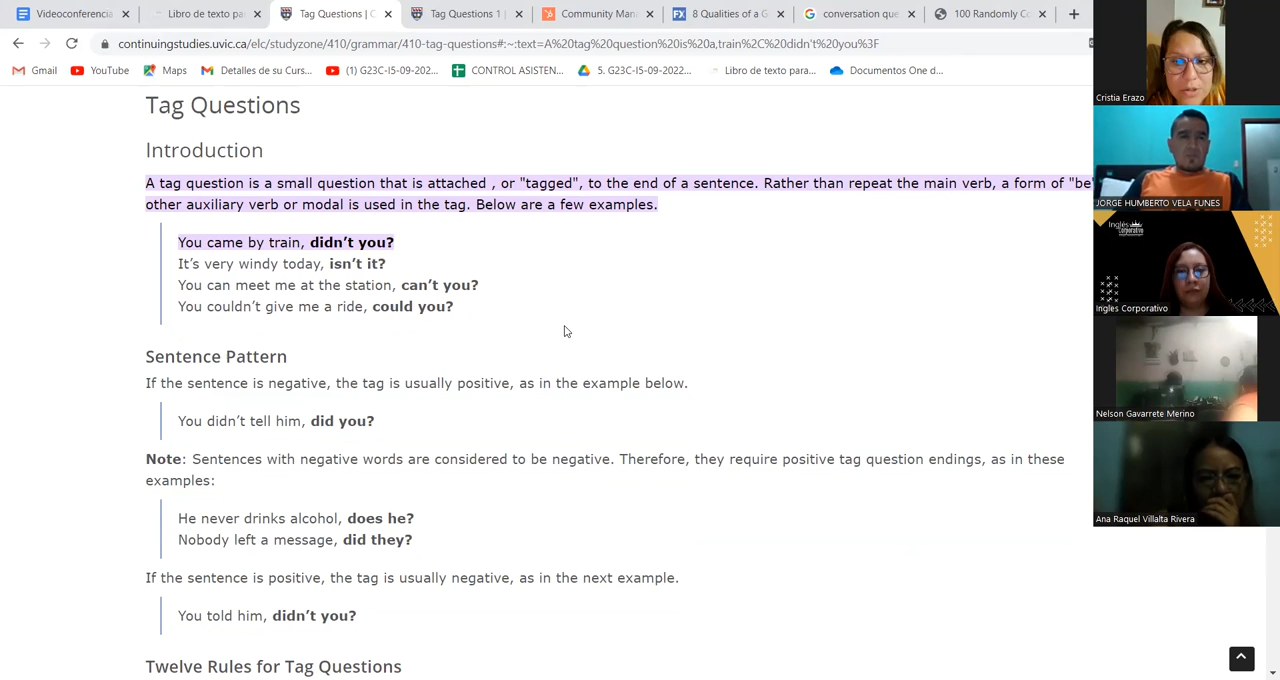 Videoconferencia
Libro de texto pa
Tag Questions | C
Tag Questions 1 |
Community Man
8 Qualities of a G
conversation que
100 Randomly Co
continuingstudies.uvic.ca/elc/studyzone/410/grammar/410-tag-questions#:~:text=A%20tag%20question%20is%20a,train%2C%20didn't%20you%3F
Gmail
YouTube
Maps
Detalles de su Curs...
(1) G23C-I5-09-202...
CONTROL ASISTEN...
5. G23C-I5-09-2022...
Libro de texto para...
Documentos One d...
Tag Questions
Introduction
A tag question is a small question that is attached , or "tagged", to the end of a sentence. Rather than repeat the main verb, a form of "be
other auxiliary verb or modal is used in the tag. Below are a few examples.
You came by train, didn’t you?
It’s very windy today, isn’t it?
You can meet me at the station, can’t you?
You couldn’t give me a ride, could you?
Sentence Pattern
If the sentence is negative, the tag is usually positive, as in the example below.
You didn’t tell him, did you?
Note: Sentences with negative words are considered to be negative. Therefore, they require positive tag question endings, as in these
examples:
He never drinks alcohol, does he?
Nobody left a message, did they?
If the sentence is positive, the tag is usually negative, as in the next example.
You told him, didn’t you?
Twelve Rules for Tag Questions
Cristia Erazo
JORGE HUMBERTO VELA FUNES
Inglés
Corporativo
Ingles Corporativo
Nelson Gavarrete Merino
Ana Raquel Villalta Rivera